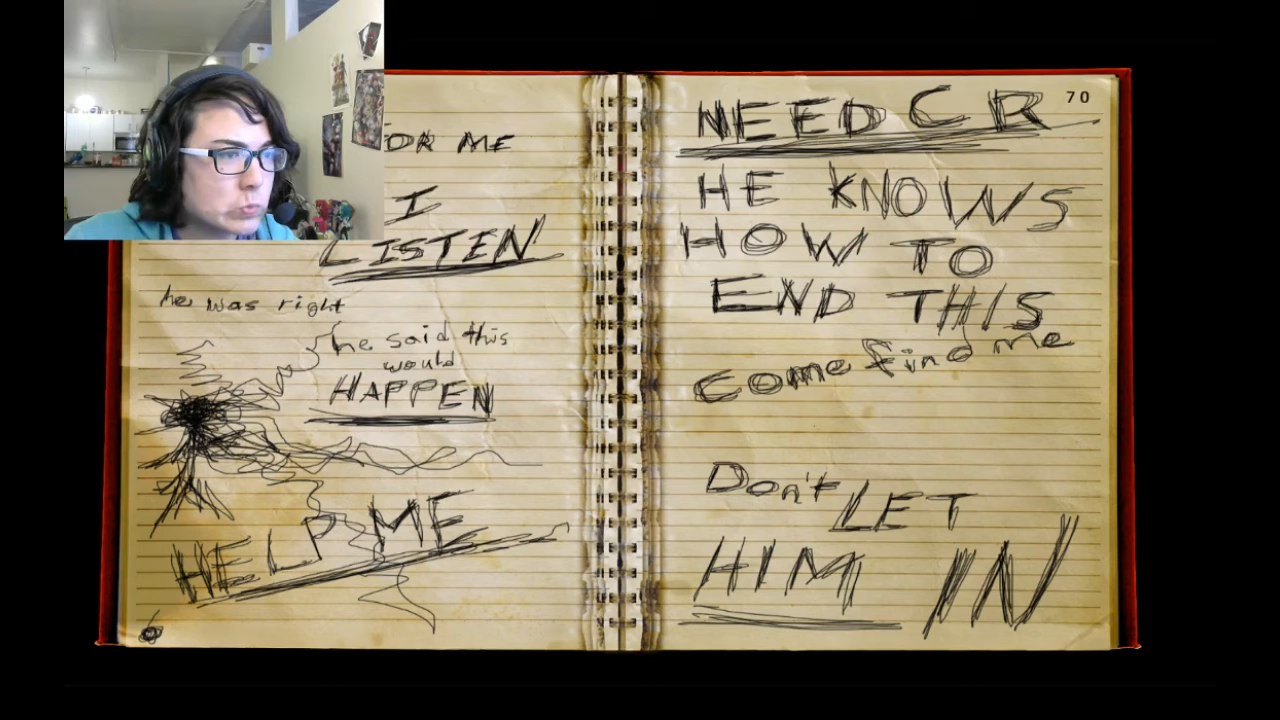 OR ME
I
LISTEN
he was right
he said this
would
HAPPEN
HELP ME
70
NEED CR
HE KNOWS
HOW TO
END THIS
come find me
Don't LET
HIM IN